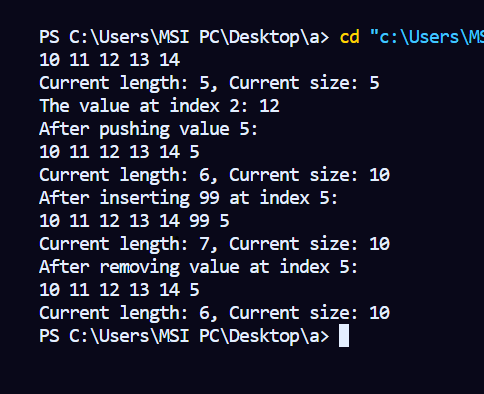 PS C:\Users\MSI PC\Desktop\a> cd "c:\Users\MS
10 11 12 13 14
Current length: 5, Current size: 5
The value at index 2: 12
After pushing value 5:
10 11 12 13 14 5
Current length: 6, Current size: 10
After inserting 99 at index 5:
10 11 12 13 14 99 5
Current length: 7, Current size: 10
After removing value at index 5:
10 11 12 13 14 5
Current length: 6, Current size: 10
PS C:\Users\MSI PC\Desktop\a>